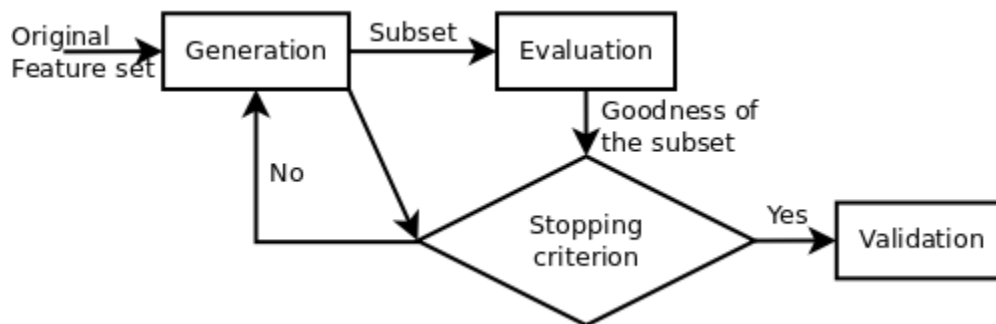 Original
Feature set
Generation
Subset
Evaluation
Goodness of
the subset
No
Stopping
criterion
Yes
Validation